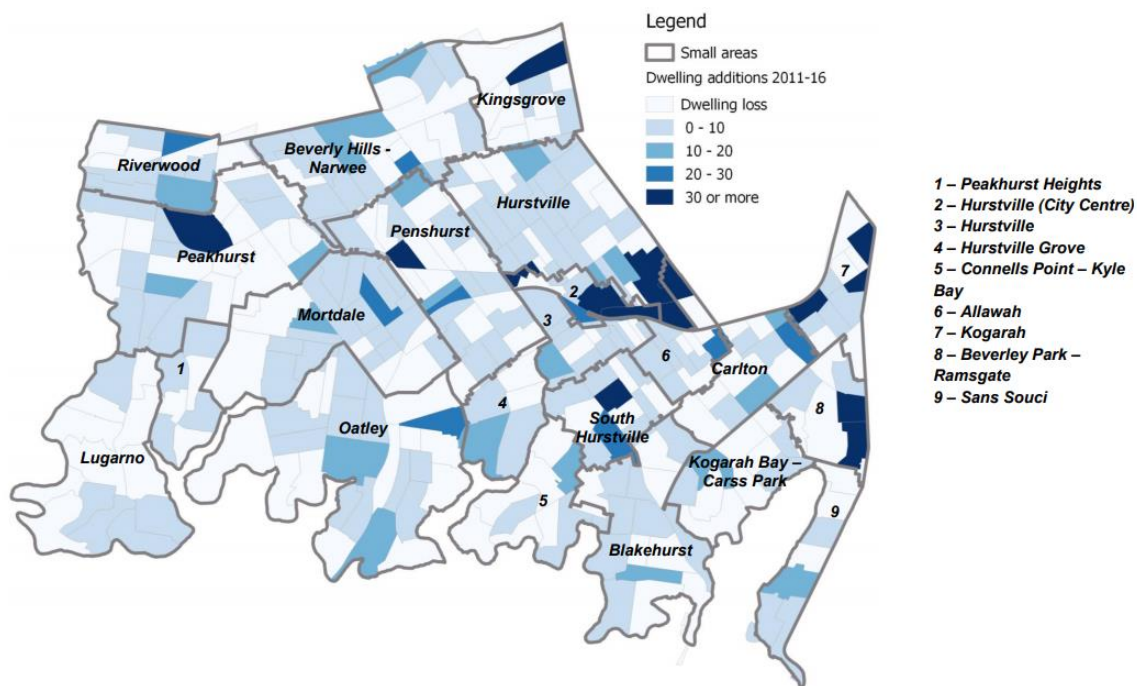 Legend
Small areas
Dwelling additions 2011-16
Dwelling loss
0 - 10
10 - 20
20 - 30
30 or more
Kingsgrove
Riverwood
Beverly Hills -
Narwee
Hurstville
Penshurst
Peakhurst
7
2
Mortdale
3
6
Carlton
1
4
8
South
Hurstville
Oatley
Lugarno
Kogarah Bay –
Carss Park
5
9
Blakehurst
1 – Peakhurst Heights
2 – Hurstville (City Centre)
3 – Hurstville
4 – Hurstville Grove
5 – Connells Point – Kyle
Bay
6 – Allawah
7 – Kogarah
8 – Beverley Park –
Ramsgate
9 – Sans Souci